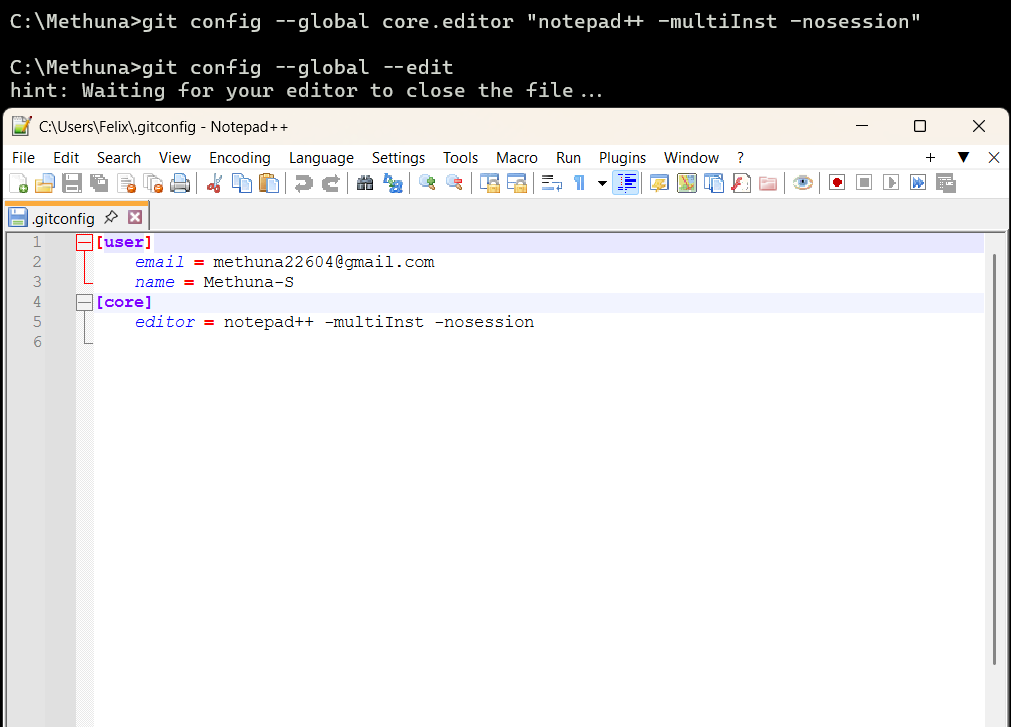 C:\Methuna>git config --global core.editor "notepad++ -multiInst -nosession"
C:\Methuna>git config --global --edit
hint: Waiting for your editor to close the file...
C:\Users\Felix\.gitconfig - Notepad++
File Edit Search View Encoding Language Settings Tools Macro Run Plugins Window ?
.gitconfig
1 [user]
2 email = methuna22604@gmail.com
3 name = Methuna-S
4 [core]
5 editor = notepad++ -multiInst -nosession
6